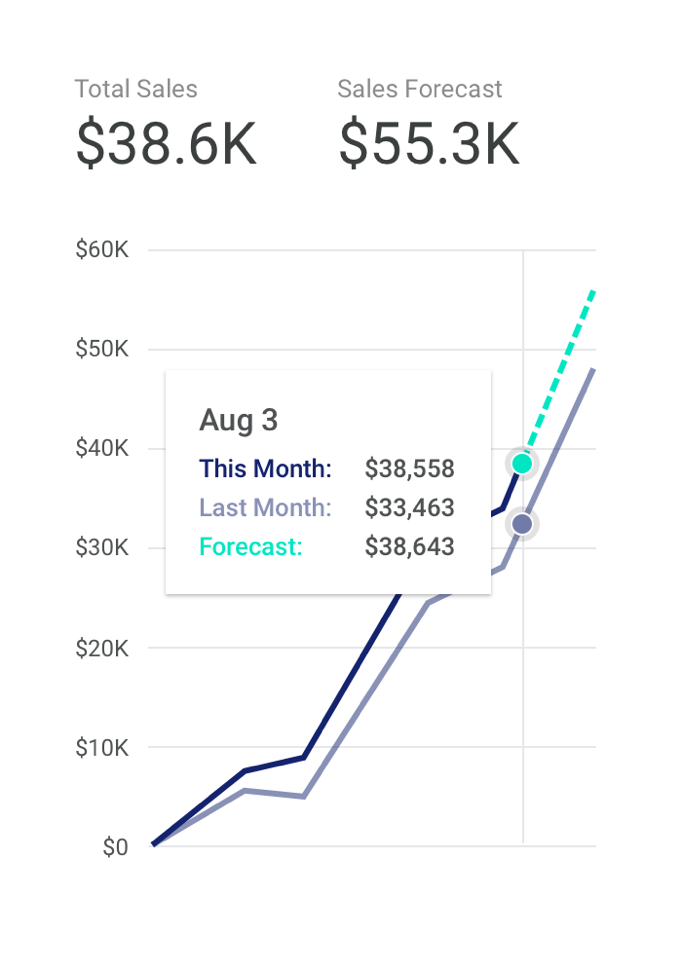 Total Sales
Sales Forecast
$38.6K
$55.3K
$60K
$50K
$40K
$30K
$20K
$10K
$0
Aug 3
This Month: $38,558
Last Month: $33,463
Forecast: $38,643